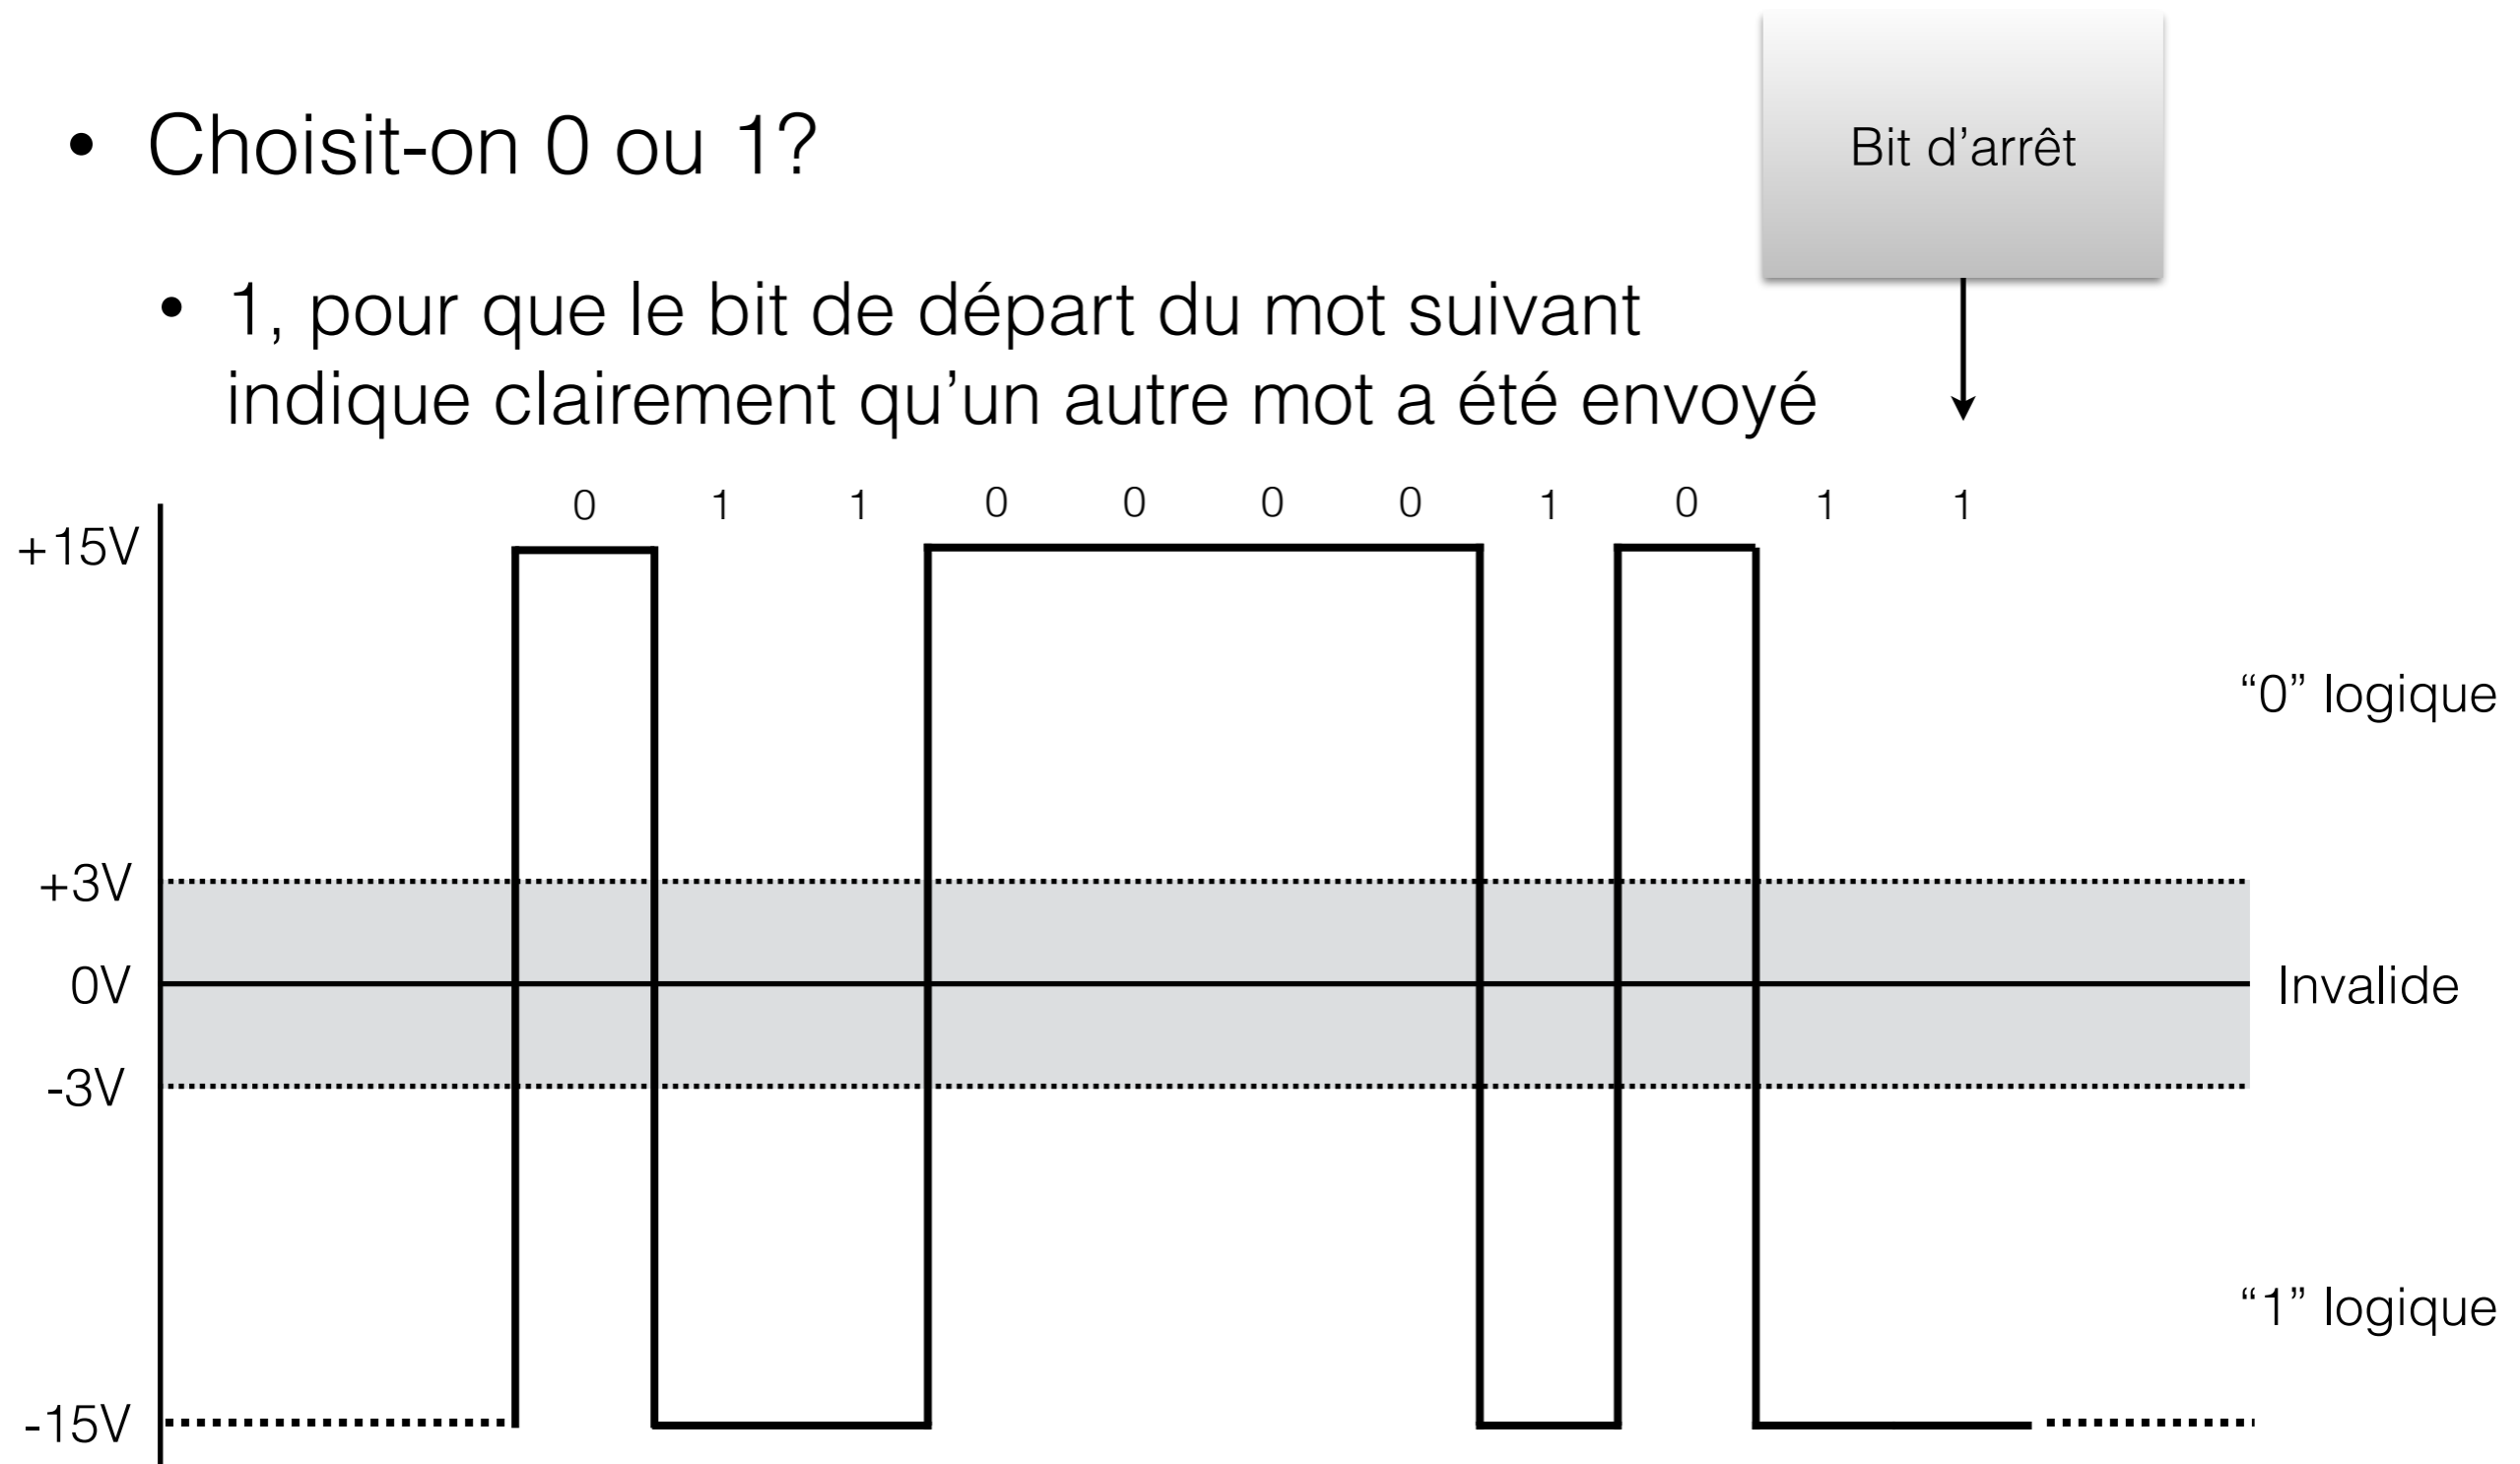 • Choisit-on 0 ou 1?
Bit d’arrêt
• 1, pour que le bit de départ du mot suivant
indique clairement qu’un autre mot a été envoyé
0 1 1 0 0 0 0 1 0 1 1
+15V
“0” logique
+3V
0V
Invalide
-3V
“1” logique
-15V